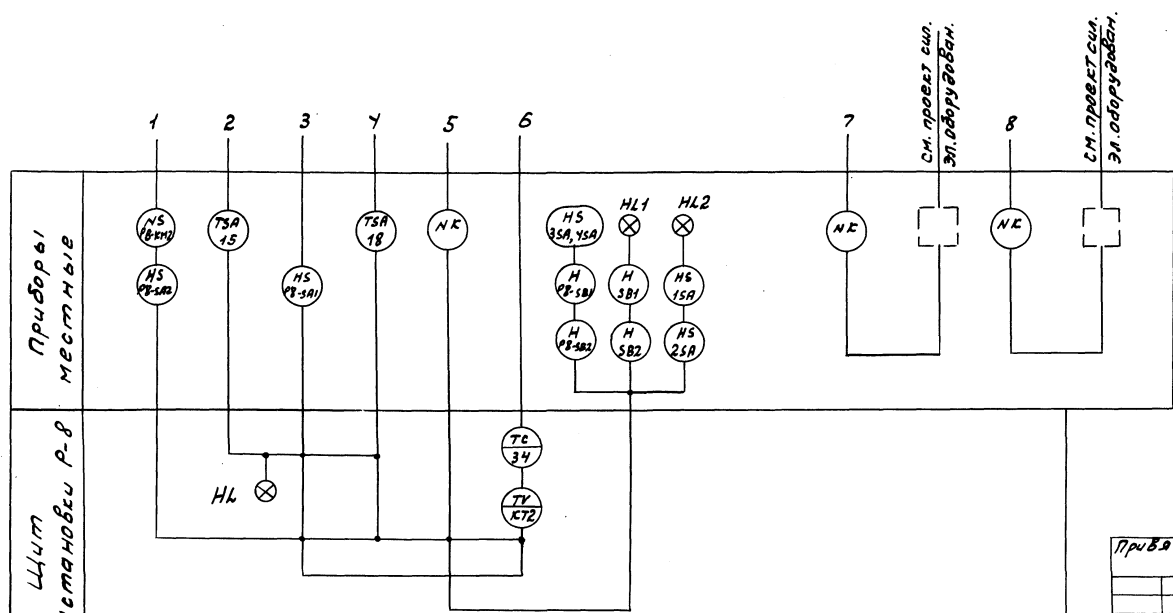 см. проект сил.
эл. оборудован.
см. проект сил.
эл. оборудован.
1 2 3 4 5 6 7 8
Приборы
местные
NS
P8-КМ2
HS
P8-SA2
TSA
15
HS
P8-SA1
TSA
18
NK
HS
3SA, 4SA
H
P8-SB1
H
P8-SB2
HL1
H
SB1
H
SB2
HL2
HS
1SA
HS
2SA
NK
NK
Щит
становки P-8
HL
TC
34
TV
KT2
Привя